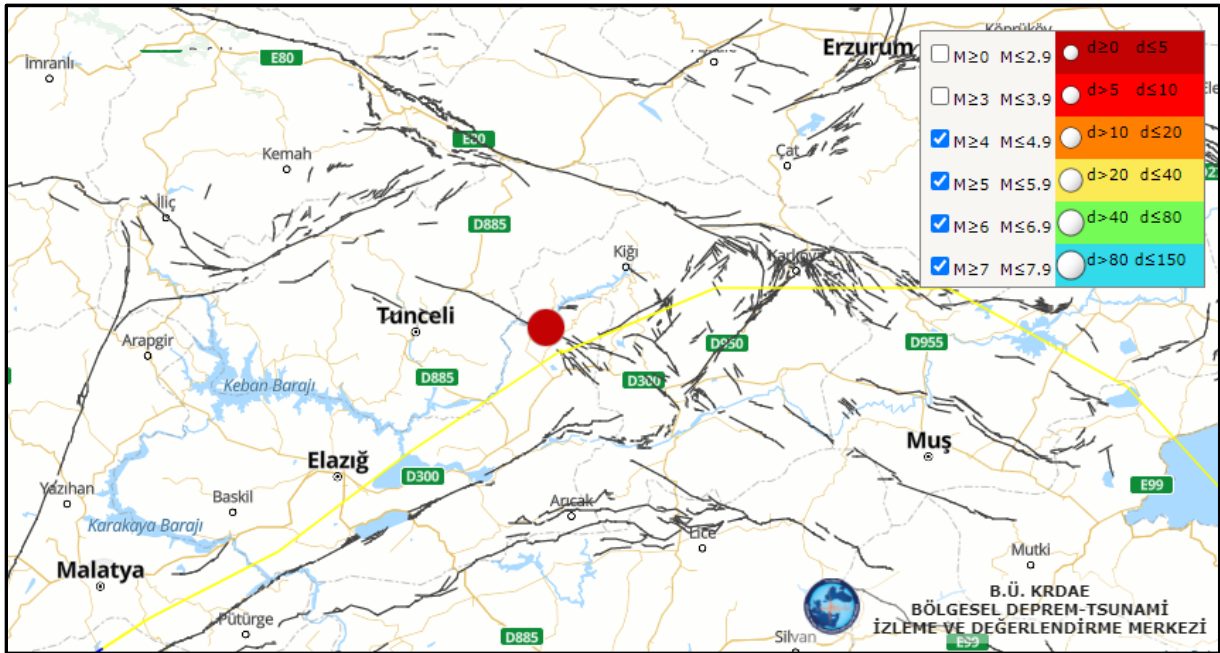 Erzurum
İmranlı
E80
E80
Kemah
Çat
İliç
D885
Kiğı
Karlıova
Tunceli
Arapgir
D950
D955
Keban Barajı
D885
D300
Muş
Elazığ
D300
Yazıhan
Baskil
Arıcak
E99
Karakaya Barajı
Lice
Malatya
Mutki
Pütürge
D885
Silvan
E99
M≥0 M≤2.9 d≥0 d≤5
M≥3 M≤3.9 d>5 d≤10
M≥4 M≤4.9 d>10 d≤20
M≥5 M≤5.9 d>20 d≤40
M≥6 M≤6.9 d>40 d≤80
M≥7 M≤7.9 d>80 d≤150
B.Ü. KRDAE
BÖLGESEL DEPREM-TSUNAMİ
İZLEME VE DEĞERLENDİRME MERKEZİ